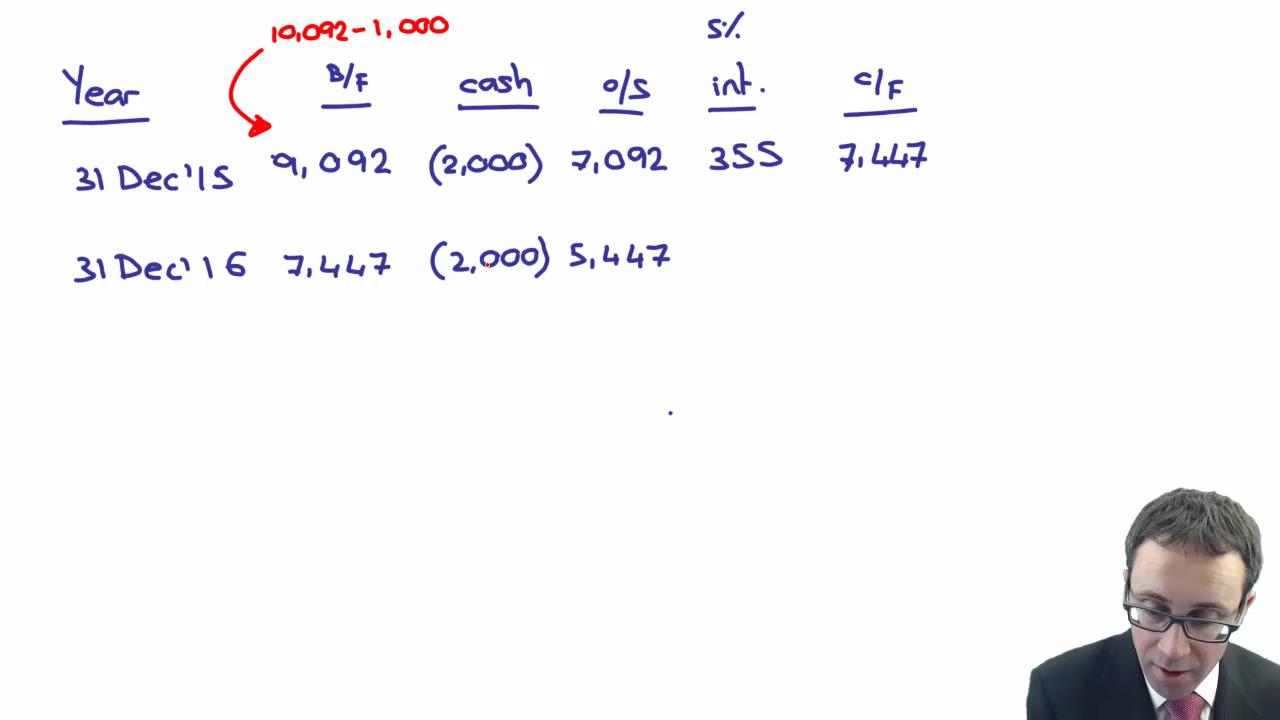 10,092 - 1,000
5%
Year B/F cash O/S int. C/F
31 Dec'15 9,092 (2,000) 7,092 355 7,447
31 Dec'16 7,447 (2,000) 5,447